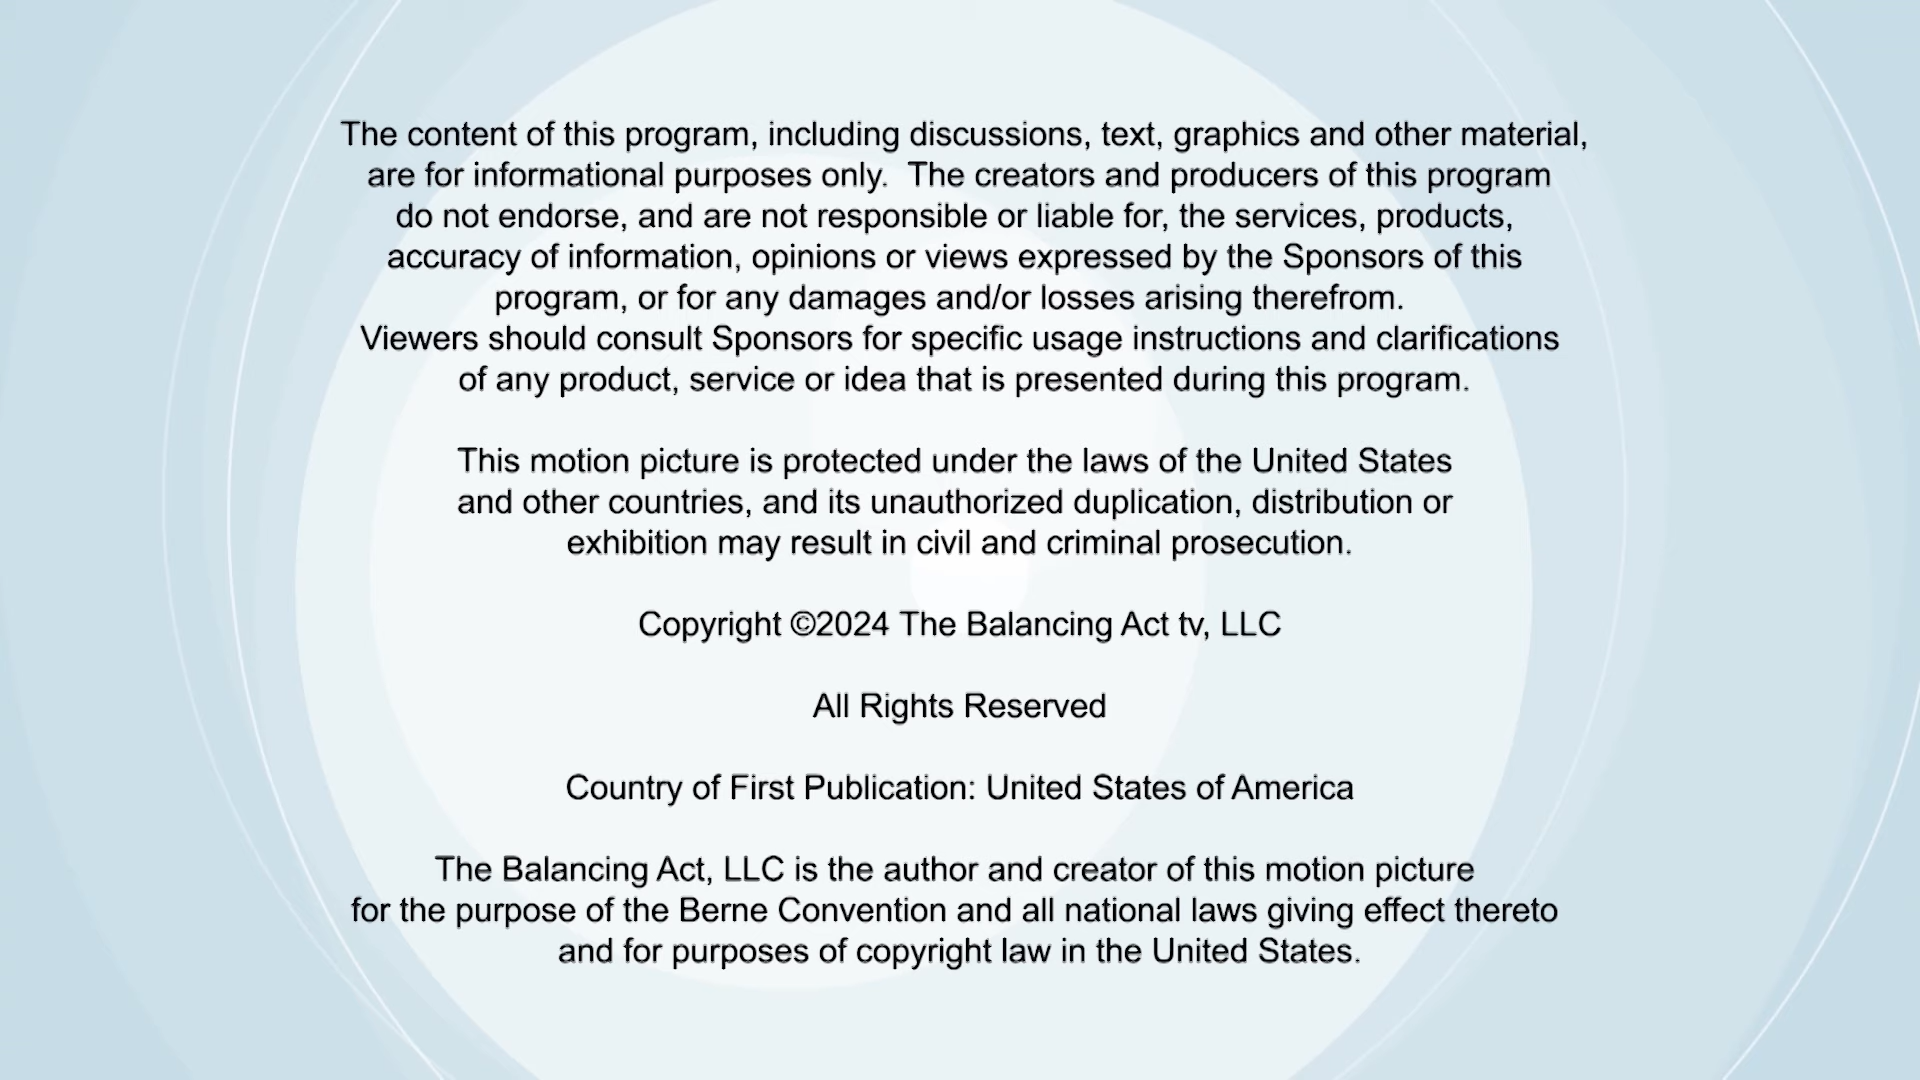 The content of this program, including discussions, text, graphics and other material,
are for informational purposes only.  The creators and producers of this program
do not endorse, and are not responsible or liable for, the services, products,
accuracy of information, opinions or views expressed by the Sponsors of this
program, or for any damages and/or losses arising therefrom.
Viewers should consult Sponsors for specific usage instructions and clarifications
of any product, service or idea that is presented during this program.
This motion picture is protected under the laws of the United States
and other countries, and its unauthorized duplication, distribution or
exhibition may result in civil and criminal prosecution.
Copyright ©2024 The Balancing Act tv, LLC
All Rights Reserved
Country of First Publication: United States of America
The Balancing Act, LLC is the author and creator of this motion picture
for the purpose of the Berne Convention and all national laws giving effect thereto
and for purposes of copyright law in the United States.